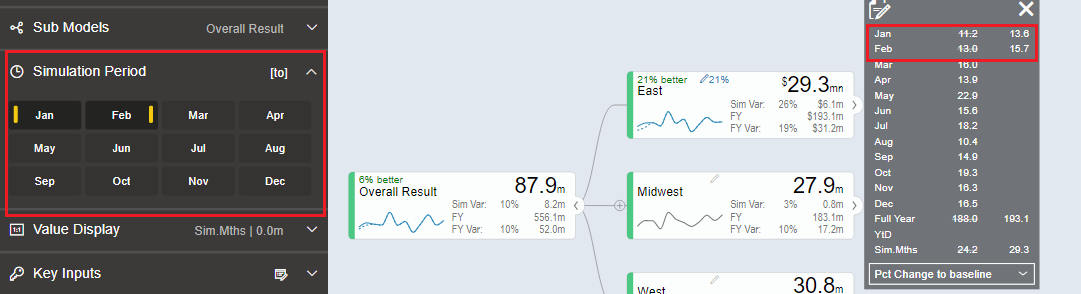 Sub Models Overall Result
Simulation Period [to]
Jan Feb Mar Apr
May Jun Jul Aug
Sep Oct Nov Dec
1:1 Value Display Sim.Mths | 0.0m
Key Inputs
6% better
Overall Result 87.9m
Sim Var: 10% 8.2m
FY 556.1m
FY Var: 10% 52.0m
21% better 21%
East $29.3mn
Sim Var: 26% $6.1m
FY $193.1m
FY Var: 19% $31.2m
Midwest 27.9m
Sim Var: 3% 0.8m
FY 183.1m
FY Var: 10% 17.2m
West 30.8m
Jan 11.2 13.6
Feb 13.0 15.7
Mar 16.0
Apr 13.9
May 22.9
Jun 15.6
Jul 18.2
Aug 10.4
Sep 14.9
Oct 19.3
Nov 16.3
Dec 16.5
Full Year 188.0 193.1
YtD
Sim.Mths 24.2 29.3
Pct Change to baseline